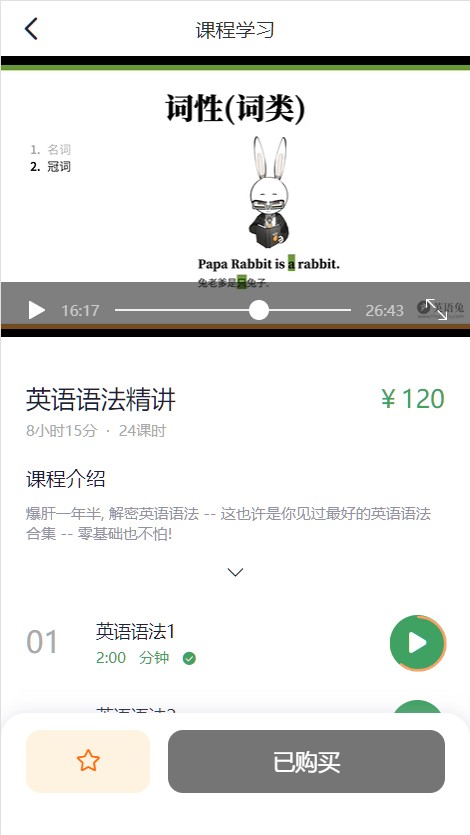 课程学习
词性(词类)
1. 名词
2. 冠词
Papa Rabbit is a rabbit.
兔老爹是只兔子。
16:17
26:43
英语兔
英语语法精讲
￥120
8小时15分 · 24课时
课程介绍
爆肝一年半, 解密英语语法 -- 这也许是你见过最好的英语语法
合集 -- 零基础也不怕!
01
英语语法1
2:00 分钟
已购买